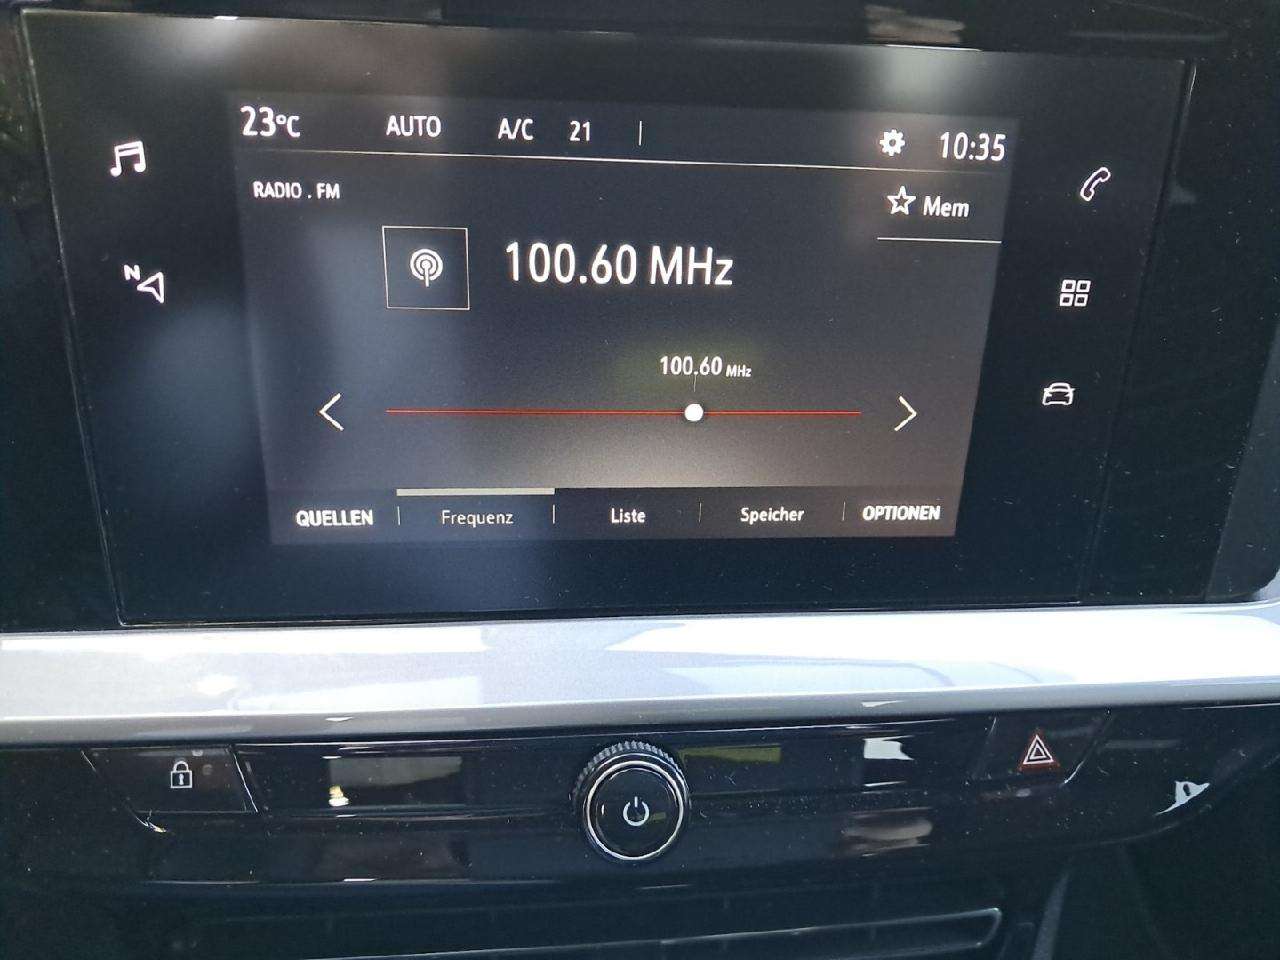 23°C AUTO A/C 21 10:35
RADIO . FM
Mem
100.60 MHz
N
100.60 MHz
QUELLEN Frequenz Liste Speicher OPTIONEN